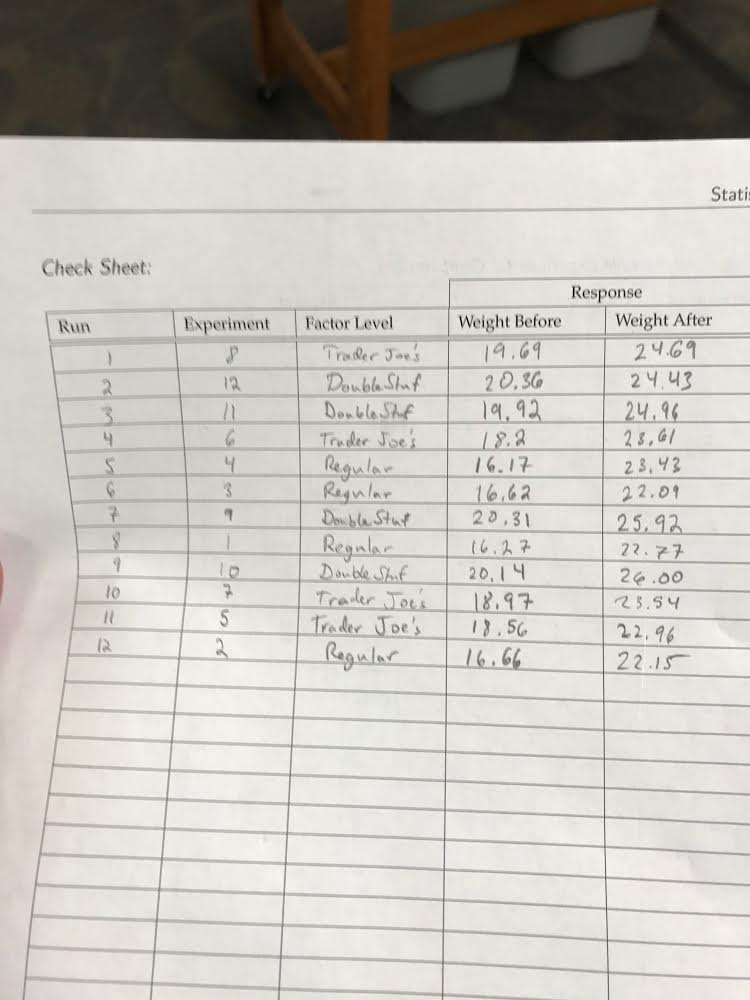 Stati
Check Sheet:
Response
Run Experiment Factor Level Weight Before Weight After
1 8 Trader Joe's 19.69 24.69
2 12 DoubleStuf 20.36 24.43
3 11 DoubleStuf 19.92 24.96
4 6 Trader Joe's 18.2 23.61
5 4 Regular 16.17 23.43
6 3 Regular 16.62 22.09
7 9 DoubleStuf 20.31 25.92
8 1 Regular 16.27 22.77
9 10 DoubleStuf 20.14 26.00
10 7 Trader Joe's 18.97 23.54
11 5 Trader Joe's 18.56 22.96
12 2 Regular 16.66 22.15